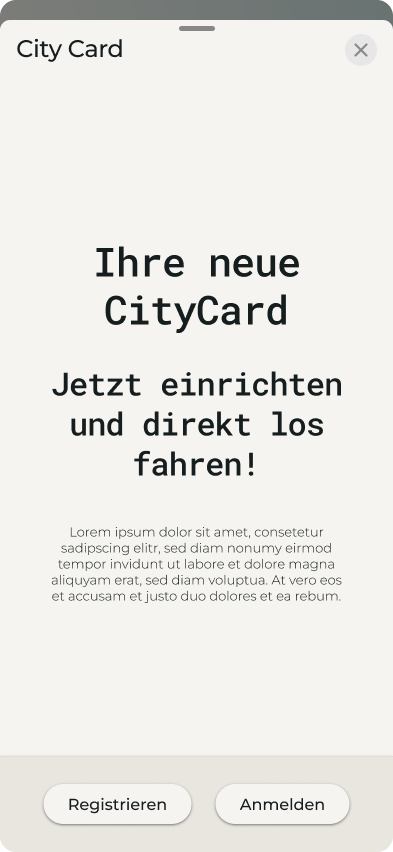 City Card
Ihre neue
CityCard
Jetzt einrichten
und direkt los
fahren!
Lorem ipsum dolor sit amet, consetetur
sadipscing elitr, sed diam nonumy eirmod
tempor invidunt ut labore et dolore magna
aliquyam erat, sed diam voluptua. At vero eos
et accusam et justo duo dolores et ea rebum.
Registrieren
Anmelden